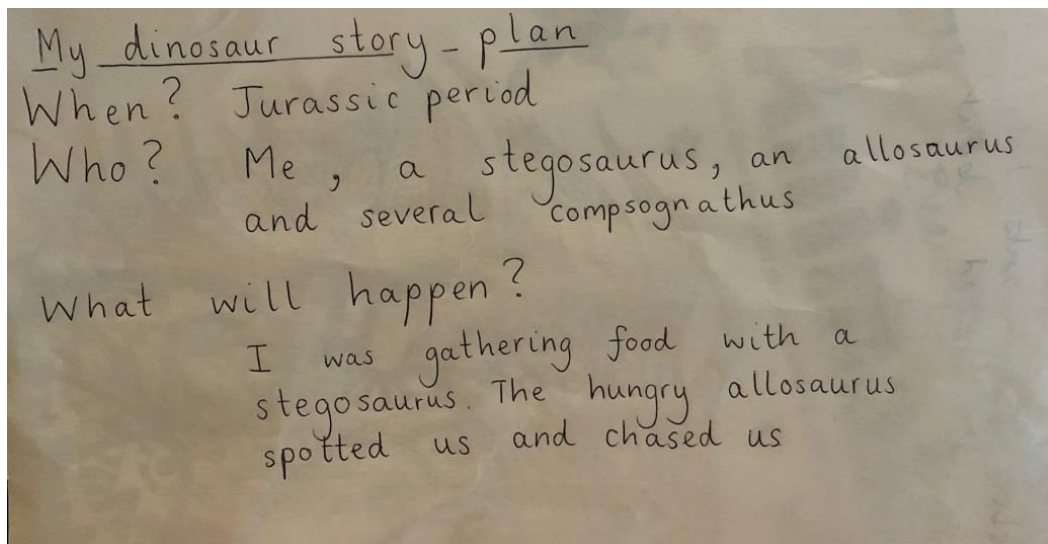 My dinosaur story - plan
When? Jurassic period
Who? Me, a stegosaurus, an allosaurus
and several compsognathus
What will happen?
I was gathering food with a
stegosaurus. The hungry allosaurus
spotted us and chased us